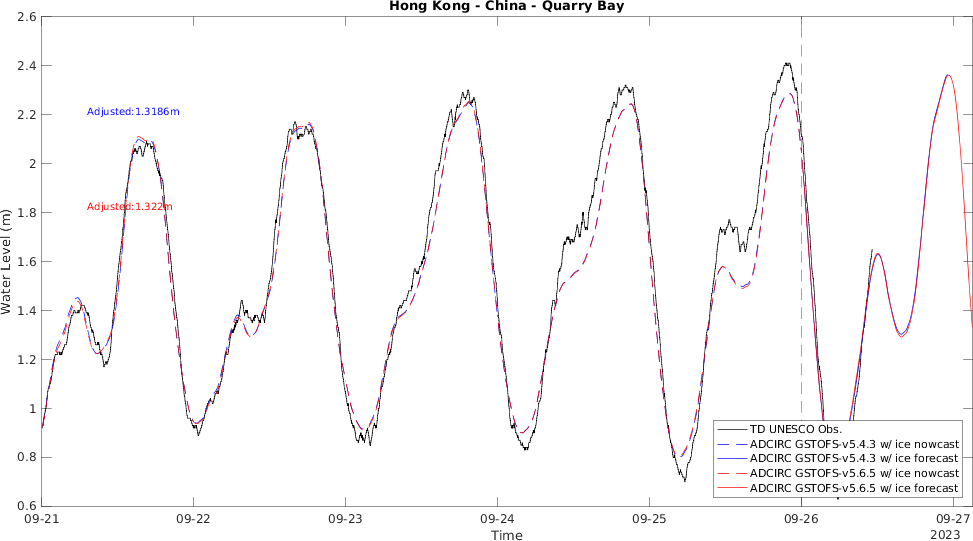 Hong Kong - China - Quarry Bay
2.6
2.4
2.2
2
1.8
1.6
1.4
1.2
1
0.8
0.6
Water Level (m)
Adjusted:1.3186m
Adjusted:1.322m
TD UNESCO Obs.
ADCIRC GSTOFS-v5.4.3 w/ ice nowcast
ADCIRC GSTOFS-v5.4.3 w/ ice forecast
ADCIRC GSTOFS-v5.6.5 w/ ice nowcast
ADCIRC GSTOFS-v5.6.5 w/ ice forecast
09-21 09-22 09-23 09-24 09-25 09-26 09-27
Time
2023